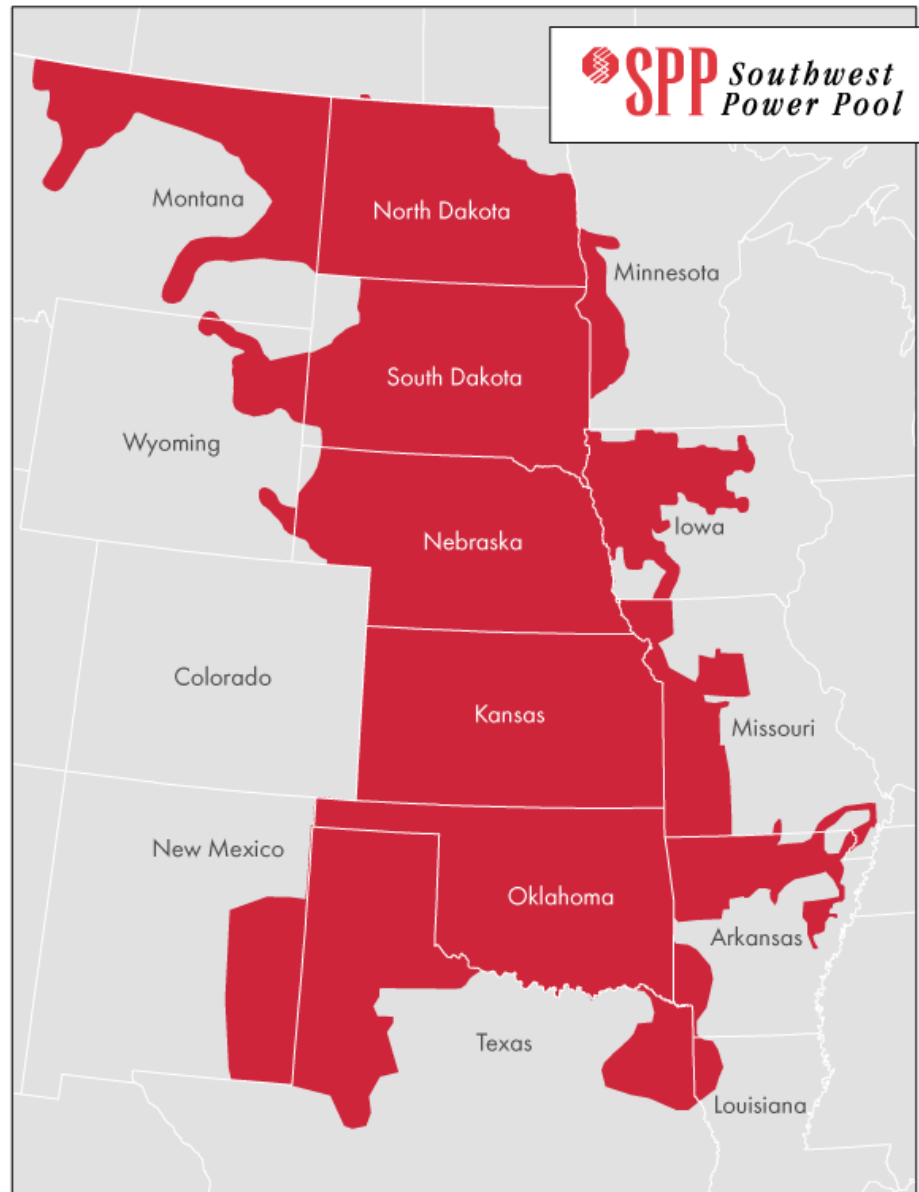 SPP Southwest
Power Pool
Montana
North Dakota
Minnesota
South Dakota
Wyoming
Nebraska
Iowa
Colorado
Kansas
Missouri
New Mexico
Oklahoma
Arkansas
Texas
Louisiana